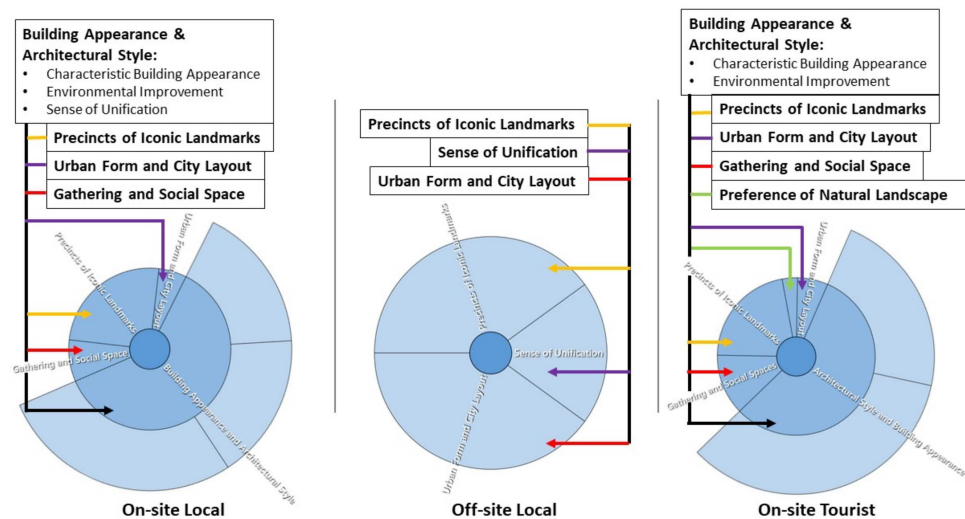 Building Appearance &
Architectural Style:
• Characteristic Building Appearance
• Environmental Improvement
• Sense of Unification
Precincts of Iconic Landmarks
Urban Form and City Layout
Gathering and Social Space
Urban Form and City Layout
Precincts of Iconic Landmarks
Gathering and Social Space
Building Appearance and Architectural Style
On-site Local
Precincts of Iconic Landmarks
Sense of Unification
Urban Form and City Layout
Precincts of Iconic Landmarks
Sense of Unification
Urban Form and City Layout
Off-site Local
Building Appearance &
Architectural Style:
• Characteristic Building Appearance
• Environmental Improvement
Precincts of Iconic Landmarks
Urban Form and City Layout
Gathering and Social Space
Preference of Natural Landscape
Urban Form and City Layout
Precincts of Iconic Landmarks
Gathering and Social Spaces
Architectural Style and Building Appearance
On-site Tourist